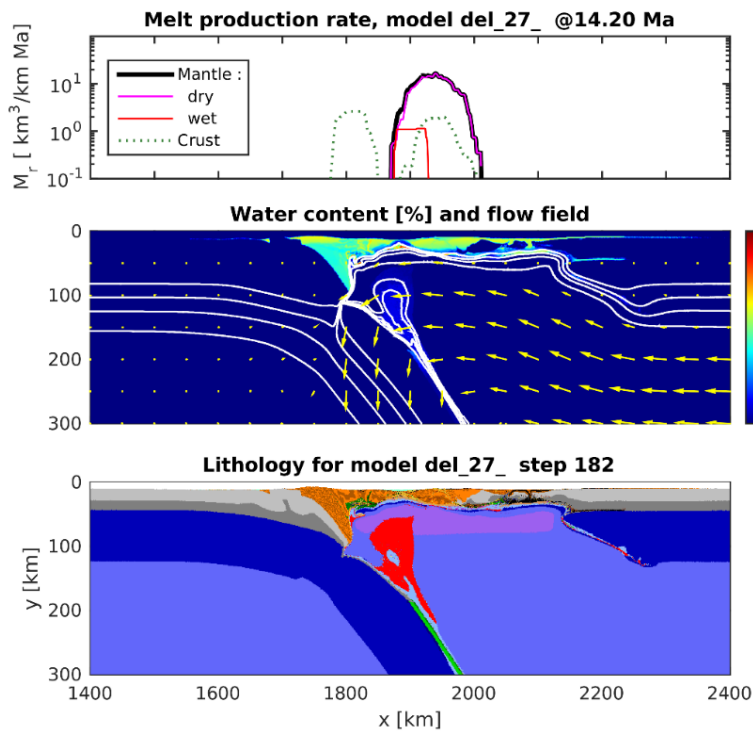 Melt production rate, model del_27_ @14.20 Ma
M_r [ km^3/km Ma]
10^1
10^0
10^-1
Mantle :
dry
wet
Crust
Water content [%] and flow field
0
100
200
300
Lithology for model del_27_ step 182
y [km]
0
100
200
300
1400 1600 1800 2000 2200 2400
x [km]